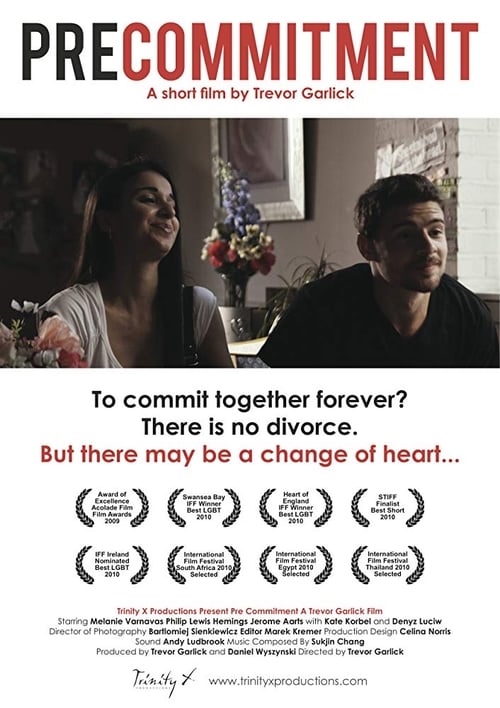 PRECOMMITMENT
A short film by Trevor Garlick
To commit together forever?
There is no divorce.
But there may be a change of heart...
Award of
Excellence
Acolade Film
Film Awards
2009
Swansea Bay
IFF Winner
Best LGBT
2010
Heart of
England
IFF Winner
Best LGBT
2010
STIFF
Finalist
Best Short
2010
IFF Ireland
Nominated
Best LGBT
2010
International
Film Festival
South Africa 2010
Selected
International
Film Festival
Egypt 2010
Selected
International
Film Festival
Thailand 2010
Selected
Trinity X Productions Present Pre Commitment A Trevor Garlick Film
Starring Melanie Varnavas Philip Lewis Hemings Jerome Aarts with Kate Korbel and Denyz Luciw
Director of Photography Bartlomiej Sienkiewicz Editor Marek Kremer Production Design Celina Norris
Sound Andy Ludbrook Music Composed By Sukjin Chang
Produced by Trevor Garlick and Daniel Wyszynski Directed by Trevor Garlick
Trinity X
PRODUCTIONS
www.trinityxproductions.com